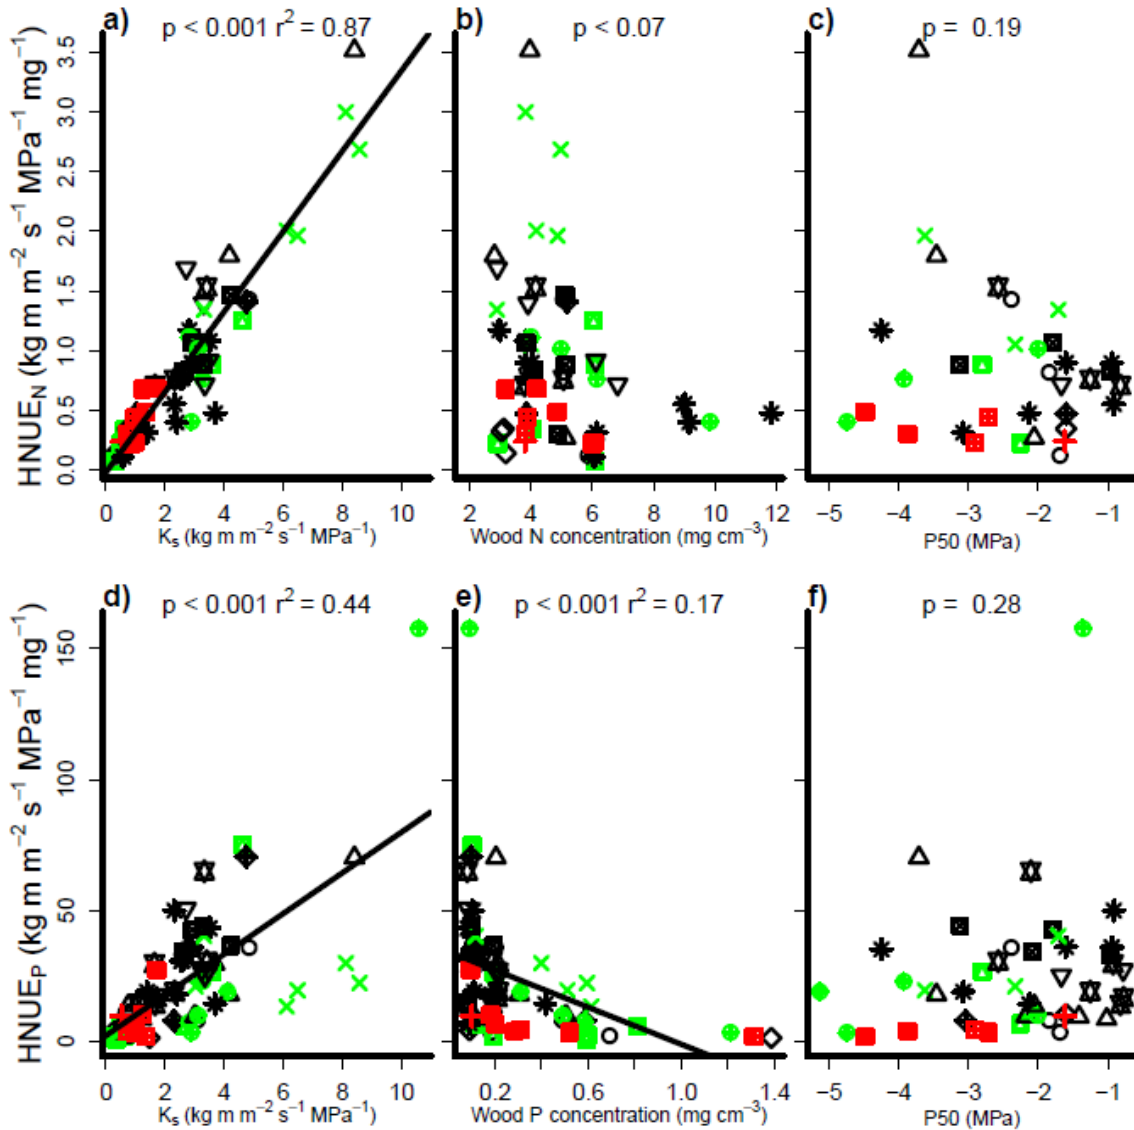 a) p < 0.001 r² = 0.87
b) p < 0.07
c) p = 0.19
HNUE_N (kg m m⁻² s⁻¹ MPa⁻¹ mg⁻¹)
3.5
3.0
2.5
2.0
1.5
1.0
0.5
0.0
0 2 4 6 8 10
2 4 6 8 10 12
−5 −4 −3 −2 −1
K_s (kg m m⁻² s⁻¹ MPa⁻¹)
Wood N concentration (mg cm⁻³)
P50 (MPa)
d) p < 0.001 r² = 0.44
e) p < 0.001 r² = 0.17
f) p = 0.28
HNUE_P (kg m m⁻² s⁻¹ MPa⁻¹ mg⁻¹)
150
100
50
0
0 2 4 6 8 10
0.2 0.6 1.0 1.4
−5 −4 −3 −2 −1
K_s (kg m m⁻² s⁻¹ MPa⁻¹)
Wood P concentration (mg cm⁻³)
P50 (MPa)